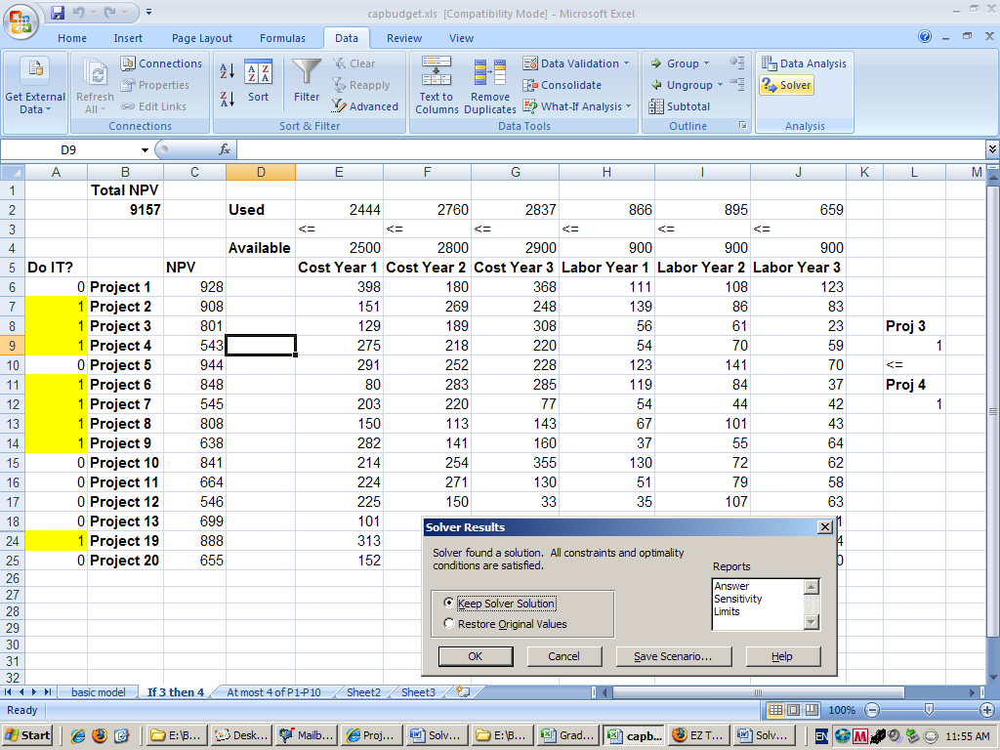 capbudget.xls [Compatibility Mode] - Microsoft Excel
Home Insert Page Layout Formulas Data Review View
Get External Data
Refresh All
Connections
Properties
Edit Links
Connections
Sort
Filter
Clear
Reapply
Advanced
Sort & Filter
Text to Columns
Remove Duplicates
Data Validation
Consolidate
What-If Analysis
Data Tools
Group
Ungroup
Subtotal
Outline
Data Analysis
Solver
Analysis
D9 fx
A B C D E F G H I J K L M
1 Total NPV
2 9157 Used 2444 2760 2837 866 895 659
3 <= <= <= <= <= <=
4 Available 2500 2800 2900 900 900 900
5 Do IT? NPV Cost Year 1 Cost Year 2 Cost Year 3 Labor Year 1 Labor Year 2 Labor Year 3
6 0 Project 1 928 398 180 368 111 108 123
7 1 Project 2 908 151 269 248 139 86 83
8 1 Project 3 801 129 189 308 56 61 23 Proj 3
9 1 Project 4 543 275 218 220 54 70 59 1
10 0 Project 5 944 291 252 228 123 141 70 <=
11 1 Project 6 848 80 283 285 119 84 37 Proj 4
12 1 Project 7 545 203 220 77 54 44 42 1
13 1 Project 8 808 150 113 143 67 101 43
14 1 Project 9 638 282 141 160 37 55 64
15 0 Project 10 841 214 254 355 130 72 62
16 0 Project 11 664 224 271 130 51 79 58
17 0 Project 12 546 225 150 33 35 107 63
18 0 Project 13 699 101
24 1 Project 19 888 313
25 0 Project 20 655 152
26
27
28
29
30
31
32
Solver Results
Solver found a solution. All constraints and optimality
conditions are satisfied.
Reports
Answer
Sensitivity
Limits
Keep Solver Solution
Restore Original Values
OK Cancel Save Scenario... Help
basic model If 3 then 4 At most 4 of P1-P10 Sheet2 Sheet3
Ready 100%
Start E:\B... Desk... Mailb... Proj... Solv... E:\B... Grad... capb... EZ T... Solv... EN 11:55 AM